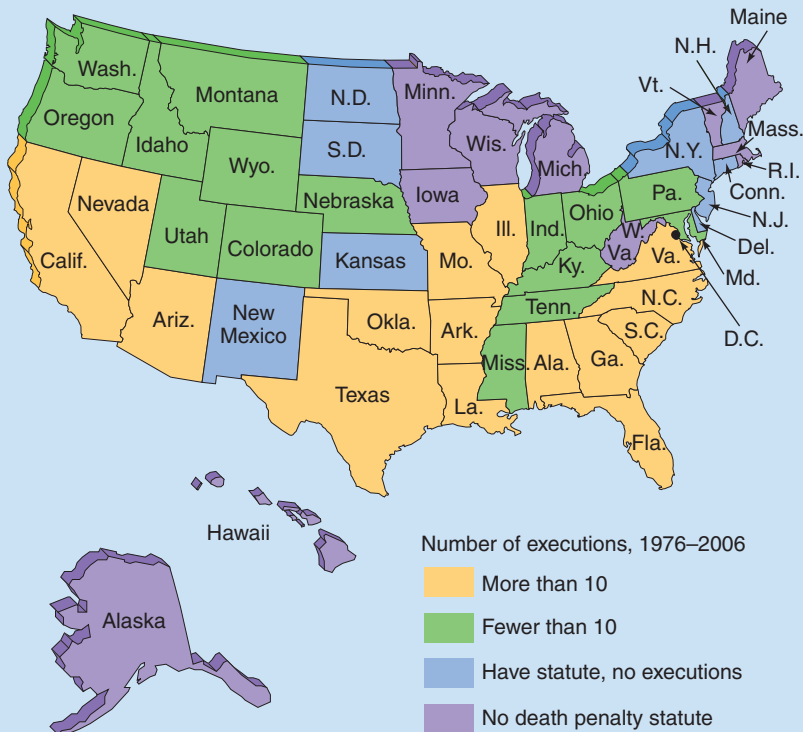 Maine
N.H.
Vt.
Wash.
Montana
N.D.
Minn.
Oregon
Idaho
S.D.
Wis.
Mich.
N.Y.
Mass.
R.I.
Wyo.
Conn.
Nevada
Nebraska
Iowa
Pa.
N.J.
Utah
Colorado
Ill.
Ind.
Ohio
W.
Va.
Del.
Calif.
Kansas
Mo.
Ky.
Va.
Md.
Ariz.
New
Mexico
Okla.
Ark.
Tenn.
N.C.
S.C.
D.C.
Texas
La.
Miss.
Ala.
Ga.
Fla.
Hawaii
Alaska
Number of executions, 1976–2006
More than 10
Fewer than 10
Have statute, no executions
No death penalty statute